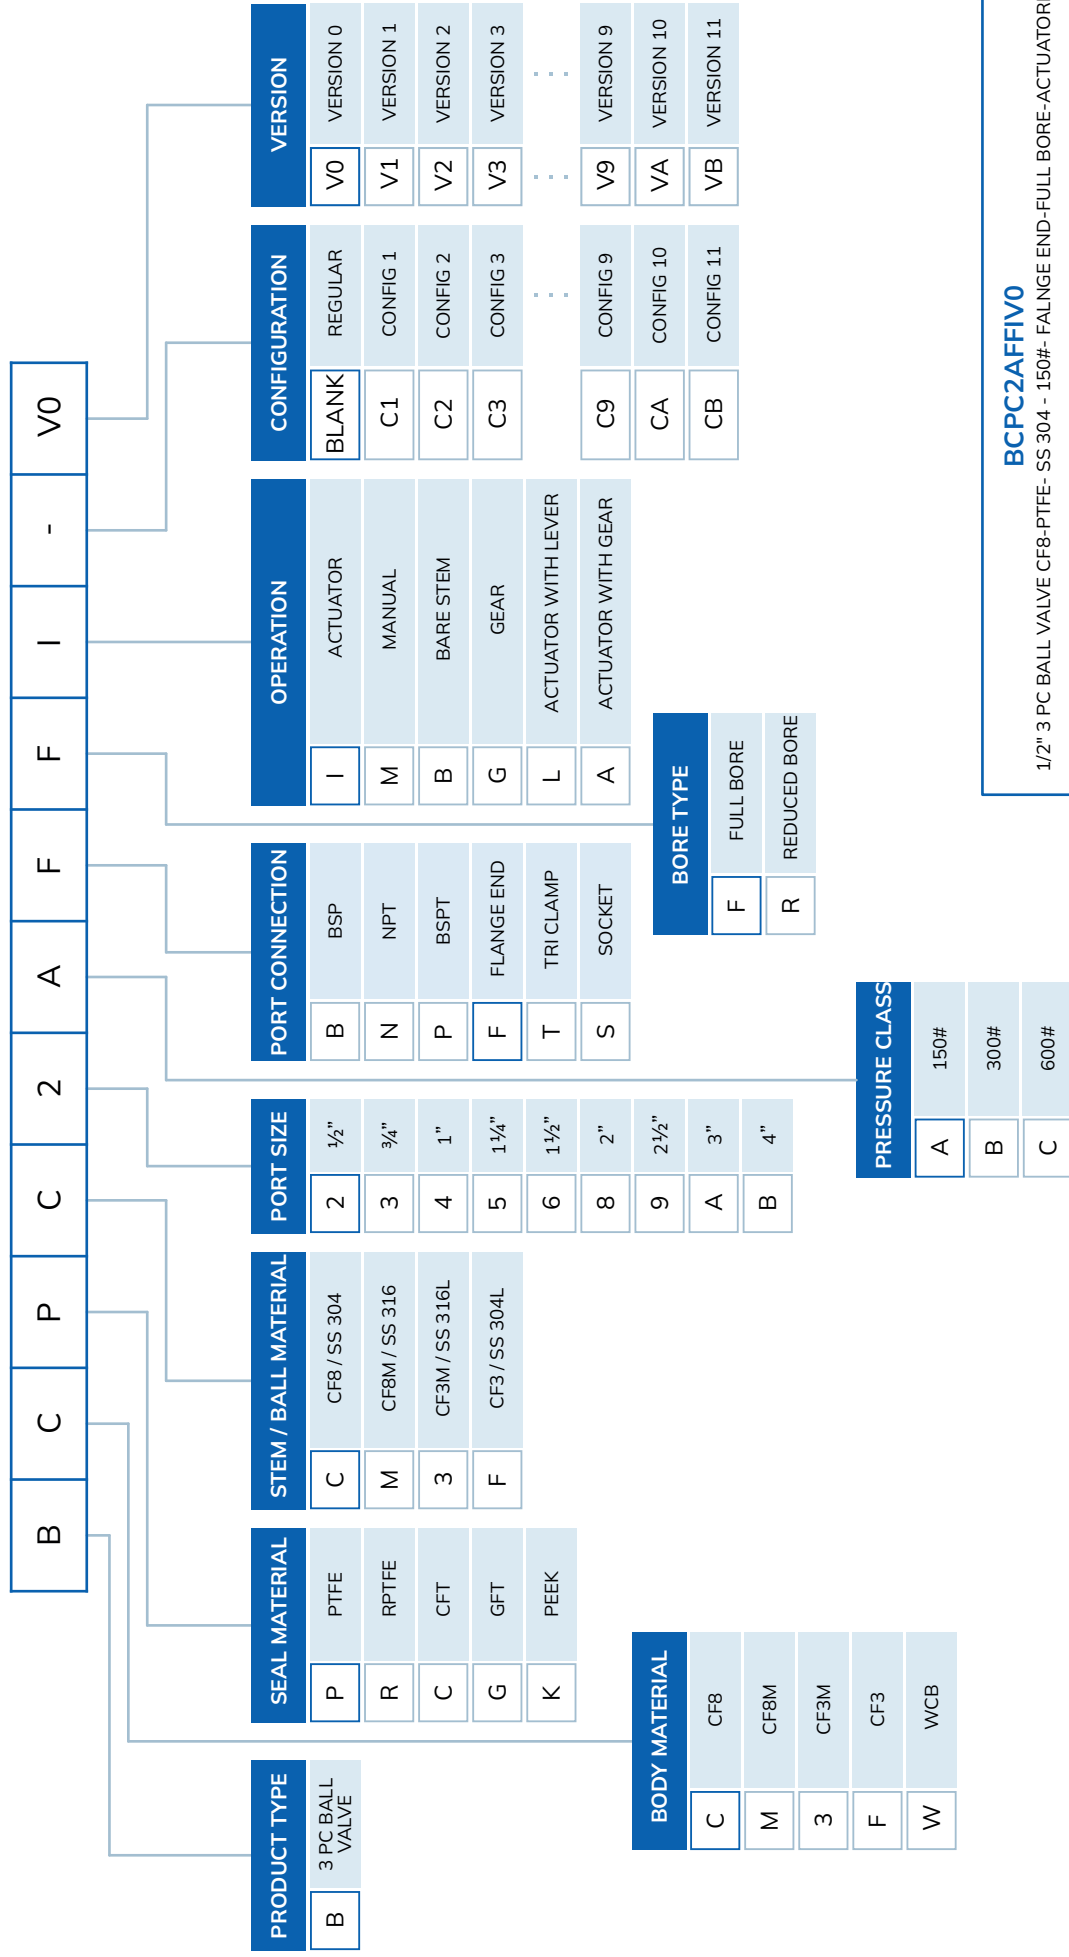 B C P C 2 A F F I - V0
PRODUCT TYPE
B 3 PC BALL
VALVE
SEAL MATERIAL
P PTFE
R RPTFE
C CFT
G GFT
K PEEK
BODY MATERIAL
C CF8
M CF8M
3 CF3M
F CF3
W WCB
STEM / BALL MATERIAL
C CF8 / SS 304
M CF8M / SS 316
3 CF3M / SS 316L
F CF3 / SS 304L
PORT SIZE
2 ½”
3 ¾”
4 1”
5 1¼”
6 1½”
8 2”
9 2½”
A 3”
B 4”
PRESSURE CLASS
A 150#
B 300#
C 600#
PORT CONNECTION
B BSP
N NPT
P BSPT
F FLANGE END
T TRI CLAMP
S SOCKET
BORE TYPE
F FULL BORE
R REDUCED BORE
OPERATION
I ACTUATOR
M MANUAL
B BARE STEM
G GEAR
L ACTUATOR WITH LEVER
A ACTUATOR WITH GEAR
CONFIGURATION
BLANK REGULAR
C1 CONFIG 1
C2 CONFIG 2
C3 CONFIG 3
...
C9 CONFIG 9
CA CONFIG 10
CB CONFIG 11
VERSION
V0 VERSION 0
V1 VERSION 1
V2 VERSION 2
V3 VERSION 3
... ...
V9 VERSION 9
VA VERSION 10
VB VERSION 11
BCPC2AFFIV0
1/2" 3 PC BALL VALVE CF8-PTFE- SS 304 - 150#- FALNGE END-FULL BORE-ACTUATOR